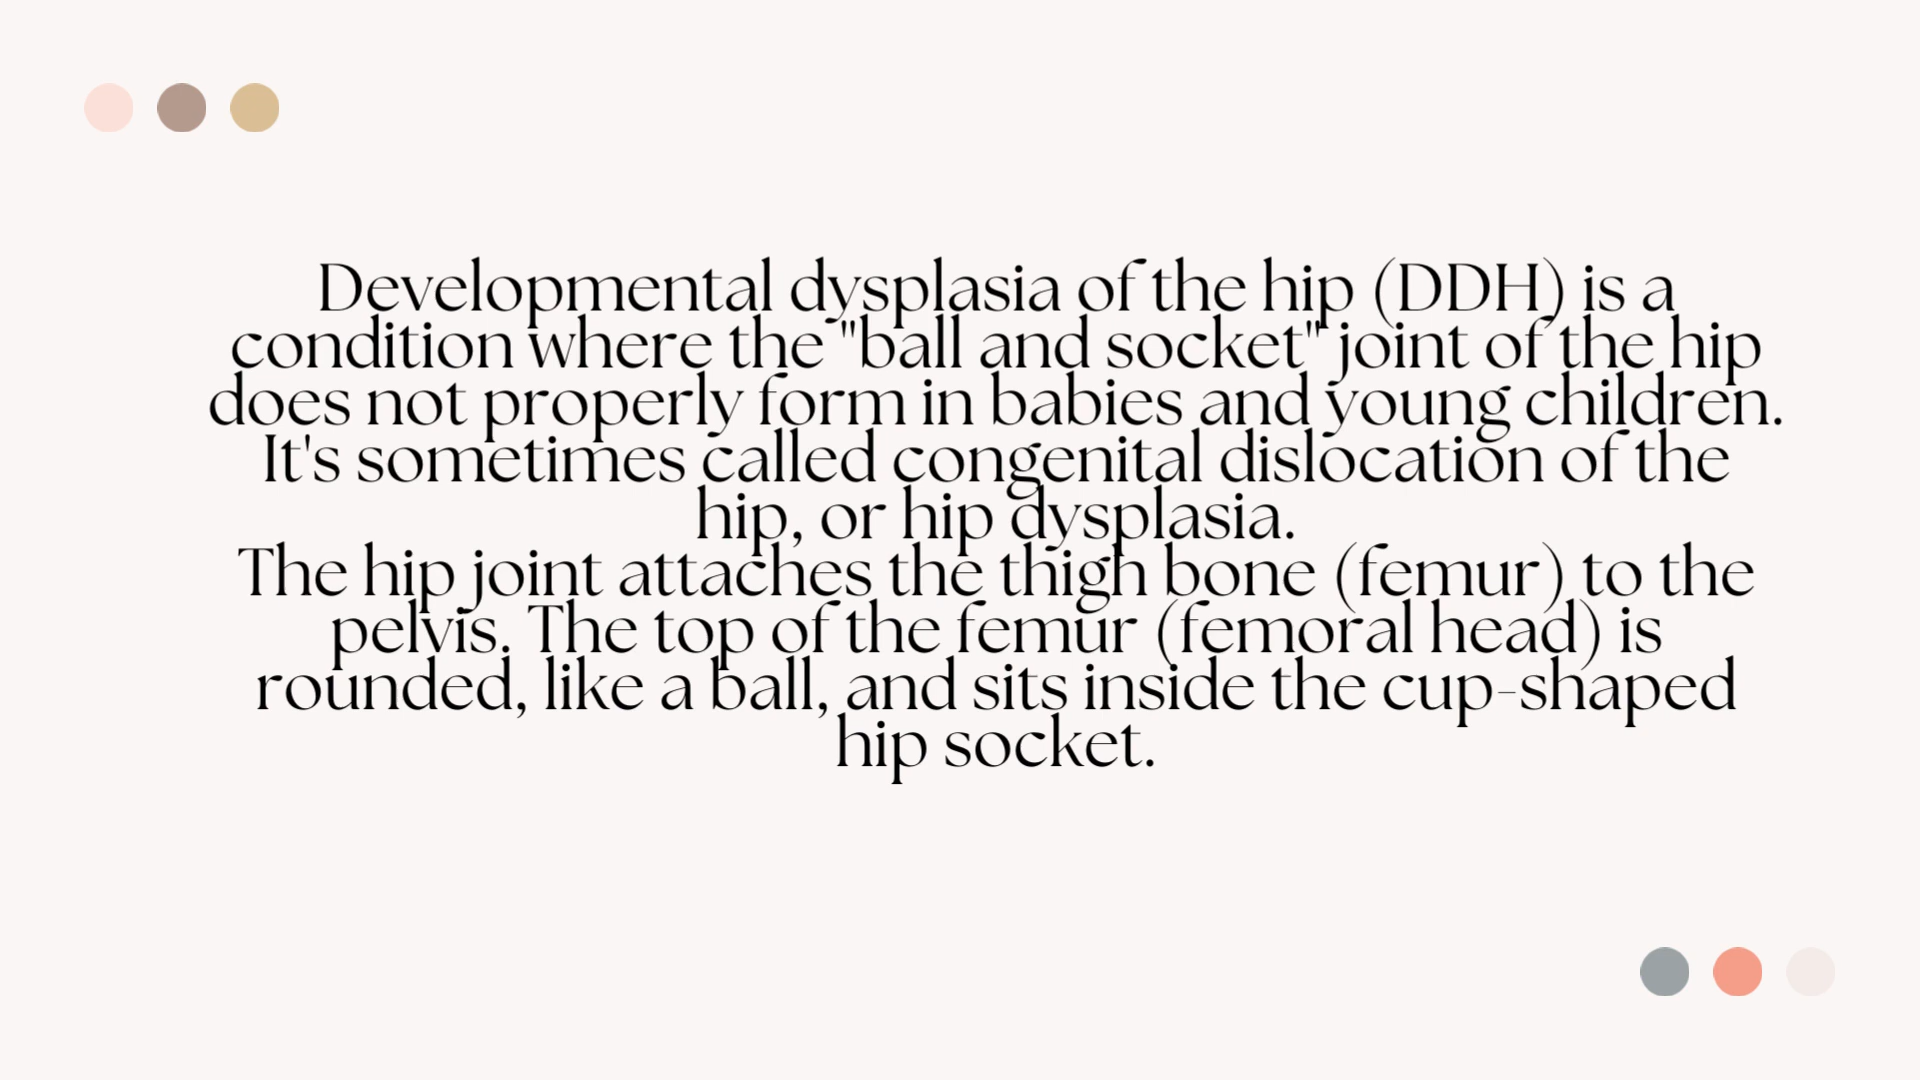 Developmental dysplasia of the hip (DDH) is a
condition where the "ball and socket" joint of the hip
does not properly form in babies and young children.
It's sometimes called congenital dislocation of the
hip, or hip dysplasia.
The hip joint attaches the thigh bone (femur) to the
pelvis. The top of the femur (femoral head) is
rounded, like a ball, and sits inside the cup-shaped
hip socket.